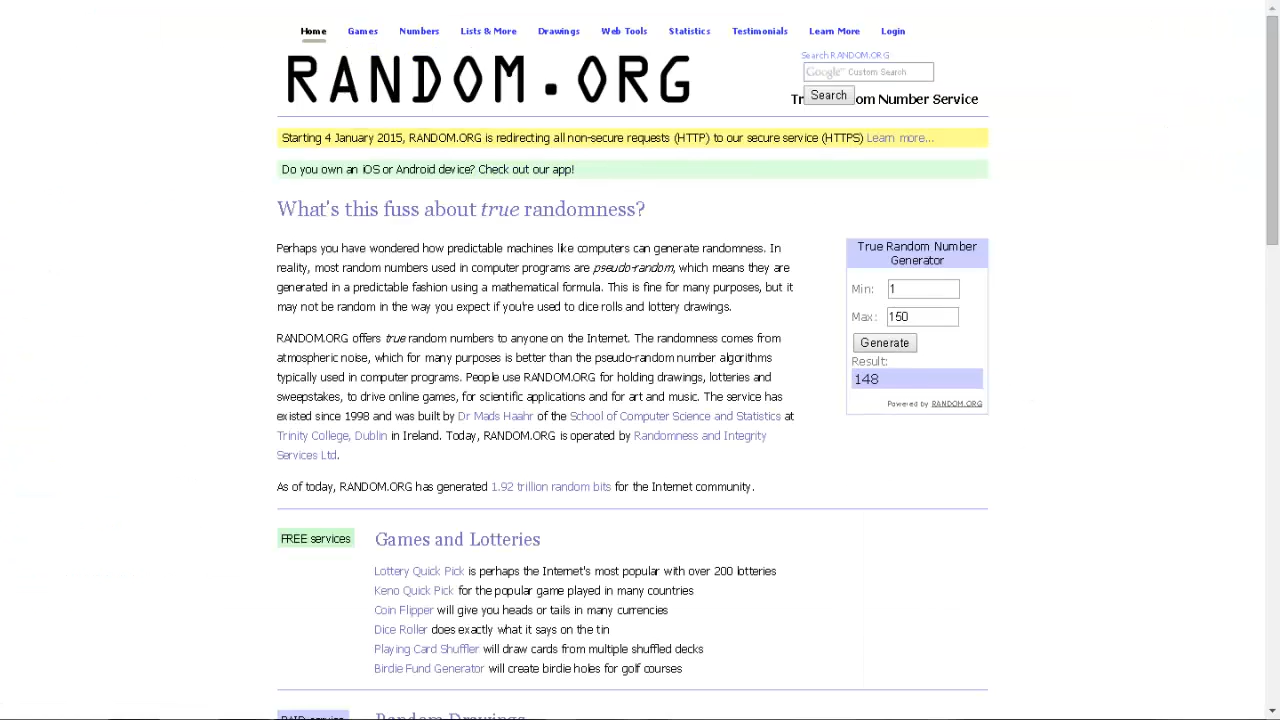 Home Games Numbers Lists & More Drawings Web Tools Statistics Testimonials Learn More Login
RANDOM.ORG
Search RANDOM.ORG
Google™ Custom Search
Search
Tr
om Number Service
Starting 4 January 2015, RANDOM.ORG is redirecting all non-secure requests (HTTP) to our secure service (HTTPS) Learn more...
Do you own an iOS or Android device? Check out our app!
What's this fuss about true randomness?
Perhaps you have wondered how predictable machines like computers can generate randomness. In
reality, most random numbers used in computer programs are pseudo-random, which means they are
generated in a predictable fashion using a mathematical formula. This is fine for many purposes, but it
may not be random in the way you expect if you're used to dice rolls and lottery drawings.
RANDOM.ORG offers true random numbers to anyone on the Internet. The randomness comes from
atmospheric noise, which for many purposes is better than the pseudo-random number algorithms
typically used in computer programs. People use RANDOM.ORG for holding drawings, lotteries and
sweepstakes, to drive online games, for scientific applications and for art and music. The service has
existed since 1998 and was built by Dr Mads Haahr of the School of Computer Science and Statistics at
Trinity College, Dublin in Ireland. Today, RANDOM.ORG is operated by Randomness and Integrity
Services Ltd.
As of today, RANDOM.ORG has generated 1.92 trillion random bits for the Internet community.
True Random Number
Generator
Min: 1
Max: 150
Generate
Result:
148
Powered by RANDOM.ORG
FREE services
Games and Lotteries
Lottery Quick Pick is perhaps the Internet's most popular with over 200 lotteries
Keno Quick Pick for the popular game played in many countries
Coin Flipper will give you heads or tails in many currencies
Dice Roller does exactly what it says on the tin
Playing Card Shuffler will draw cards from multiple shuffled decks
Birdie Fund Generator will create birdie holes for golf courses
PAID service
Random Drawings